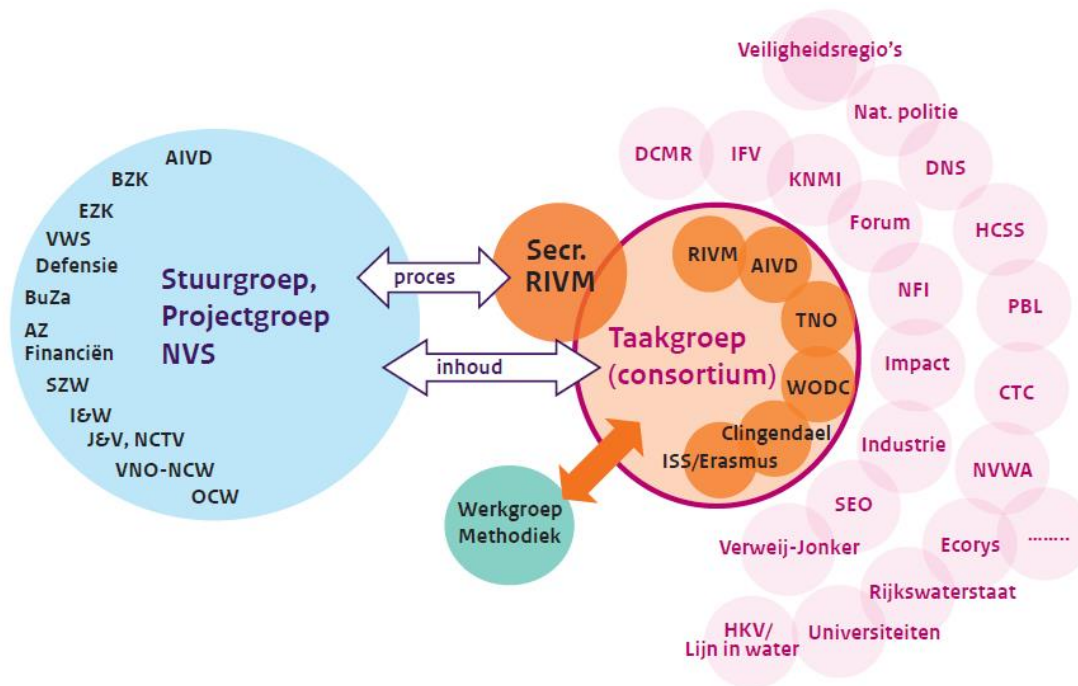 AIVD
BZK
EZK
VWS
Defensie
BuZa
AZ
Financiën
SZW
I&W
J&V, NCTV
VNO-NCW
OCW
Stuurgroep,
Projectgroep
NVS
proces
inhoud
Secr.
RIVM
Werkgroep
Methodiek
Taakgroep
(consortium)
RIVM
AIVD
TNO
WODC
Clingendael
ISS/Erasmus
DCMR
IFV
KNMI
Forum
NFI
Impact
Industrie
SEO
Verweij-Jonker
Veiligheidsregio's
Nat. politie
DNS
HCSS
PBL
CTC
NVWA
........
Ecorys
Rijkswaterstaat
Universiteiten
HKV/
Lijn in water